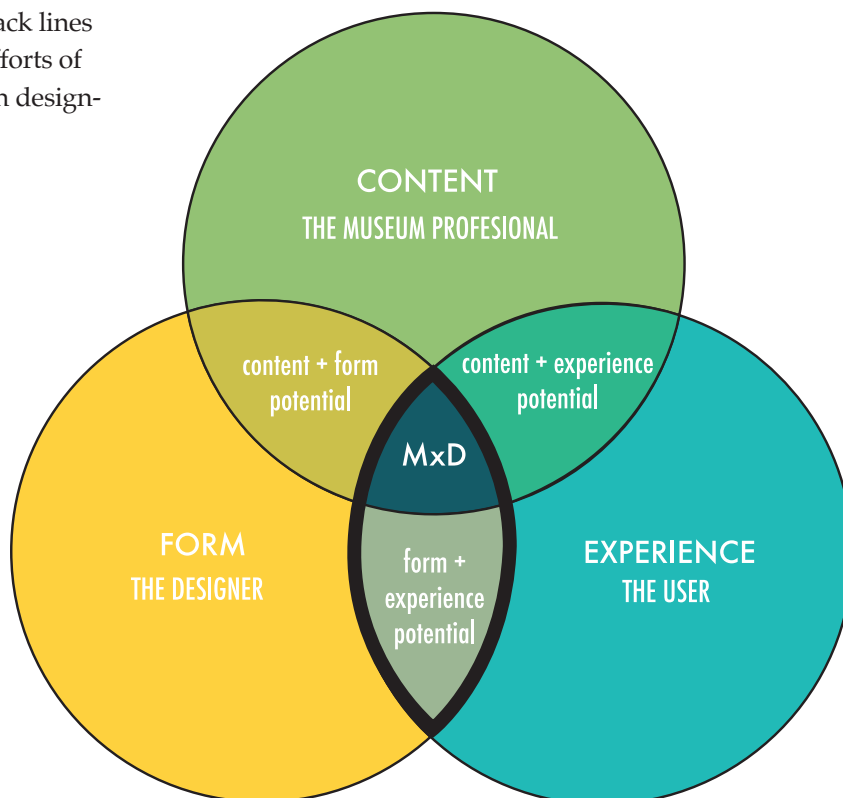 ack lines
forts of
n design-
CONTENT
THE MUSEUM PROFESIONAL
content + form
potential
content + experience
potential
MxD
FORM
THE DESIGNER
form +
experience
potential
EXPERIENCE
THE USER